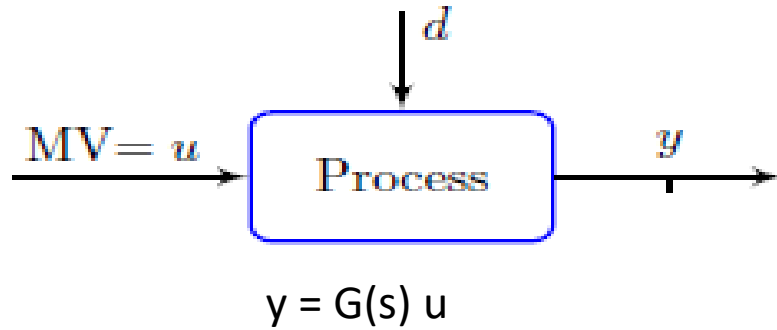 d
MV= u
Process
y
y = G(s) u